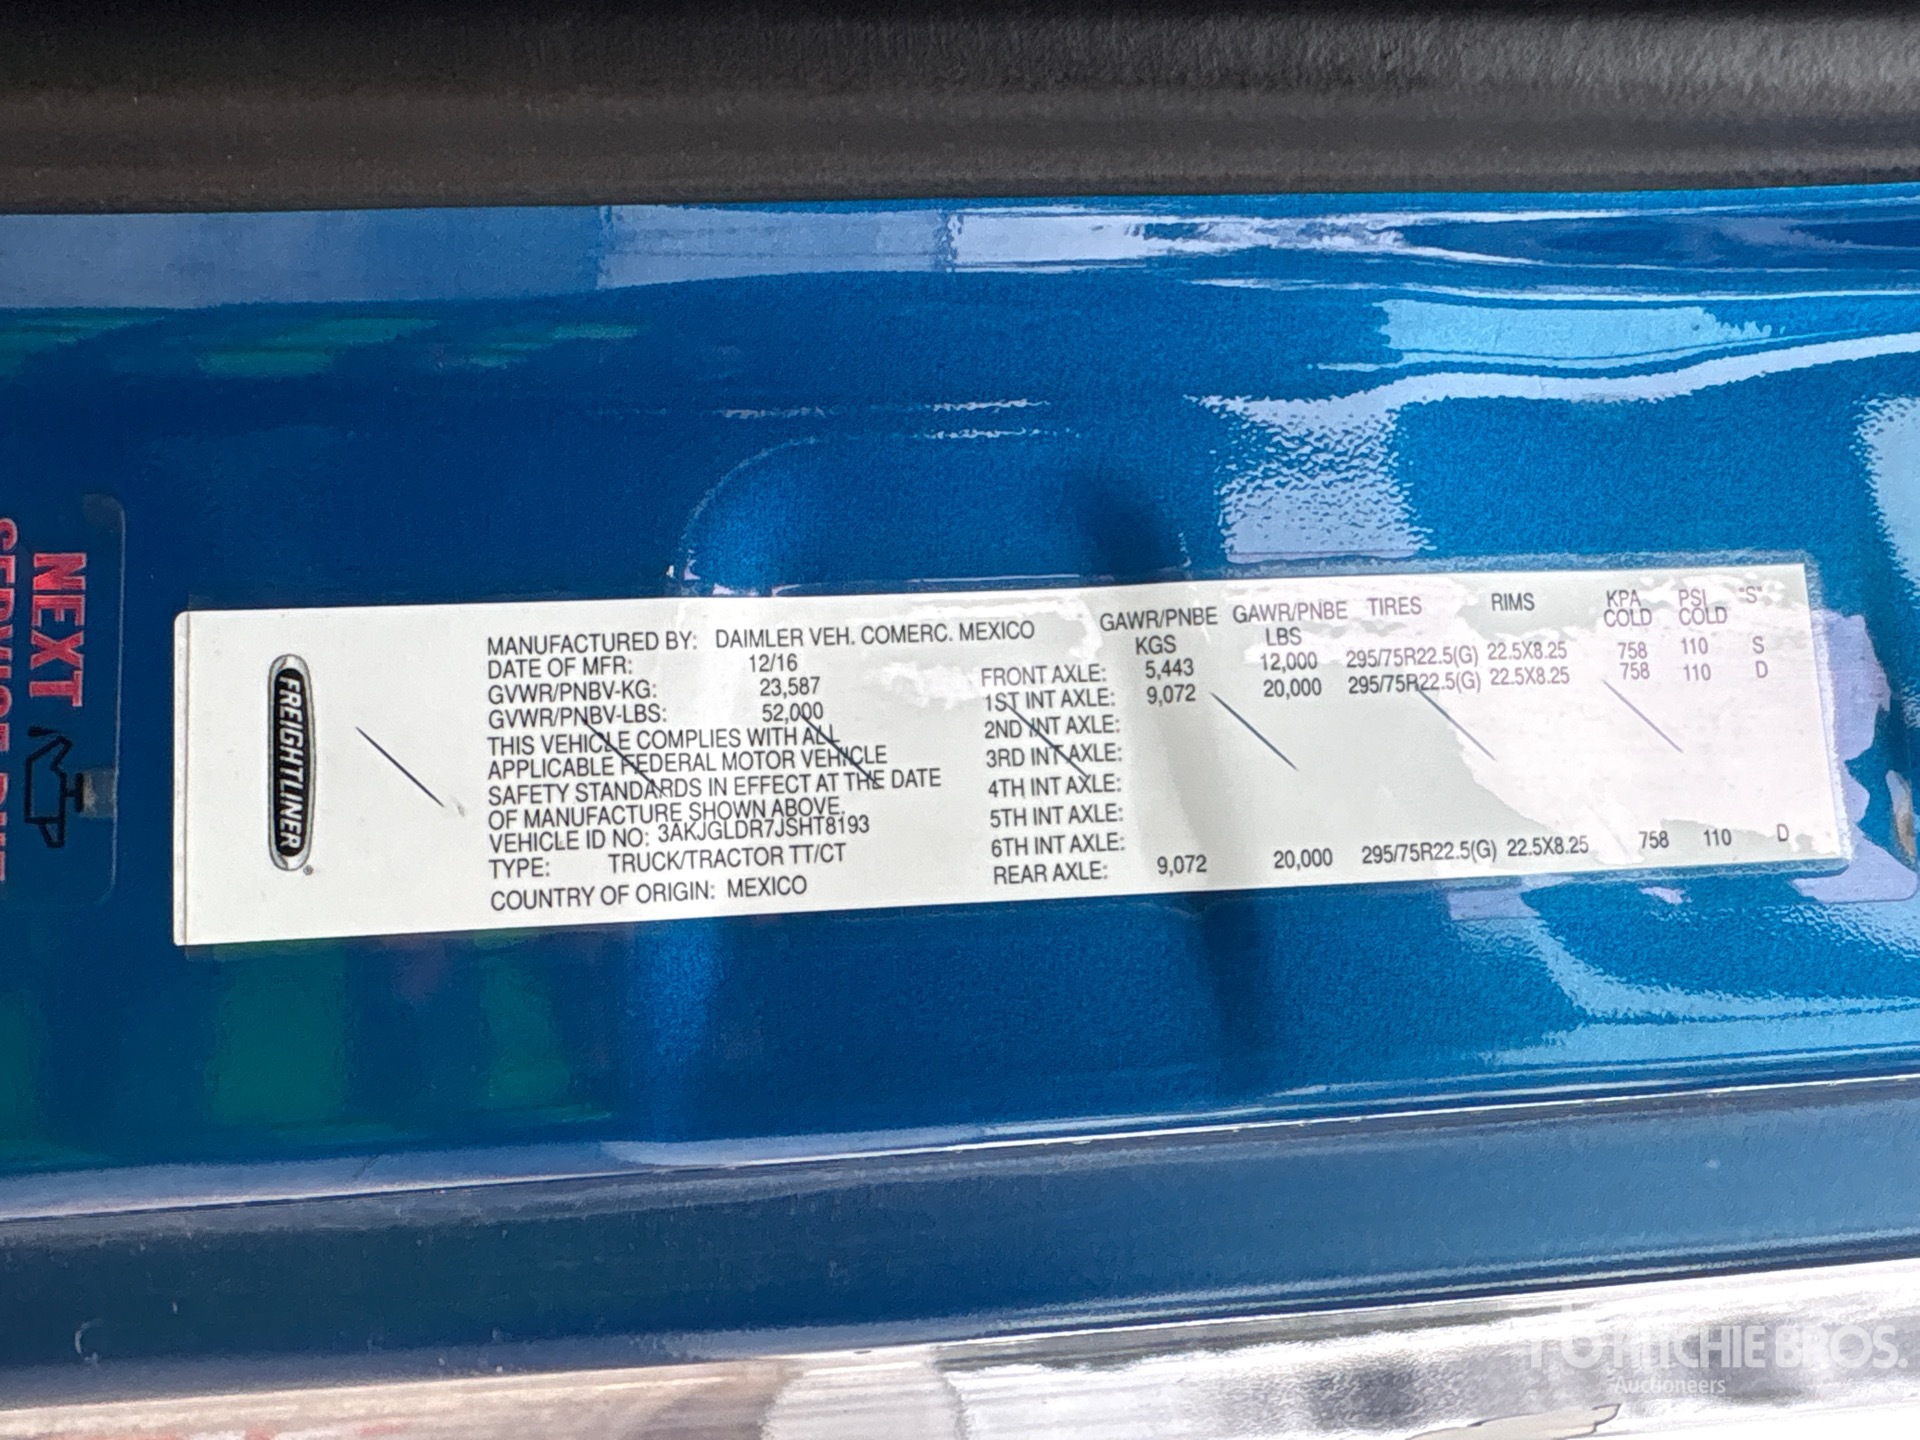 NEXT
SERVICE DUE
FREIGHTLINER®
MANUFACTURED BY: DAIMLER VEH. COMERC. MEXICO
DATE OF MFR: 12/16
GVWR/PNBV-KG: 23,587
GVWR/PNBV-LBS: 52,000
THIS VEHICLE COMPLIES WITH ALL
APPLICABLE FEDERAL MOTOR VEHICLE
SAFETY STANDARDS IN EFFECT AT THE DATE
OF MANUFACTURE SHOWN ABOVE.
VEHICLE ID NO: 3AKJGLDR7JSHT8193
TYPE: TRUCK/TRACTOR TT/CT
COUNTRY OF ORIGIN: MEXICO
GAWR/PNBE KGS GAWR/PNBE LBS TIRES RIMS KPA COLD PSI COLD "S"
FRONT AXLE: 5,443 12,000 295/75R22.5(G) 22.5X8.25 758 110 S
1ST INT AXLE: 9,072 20,000 295/75R22.5(G) 22.5X8.25 758 110 D
2ND INT AXLE:
3RD INT AXLE:
4TH INT AXLE:
5TH INT AXLE:
6TH INT AXLE:
REAR AXLE: 9,072 20,000 295/75R22.5(G) 22.5X8.25 758 110 D
RITCHIE BROS.
Auctioneers